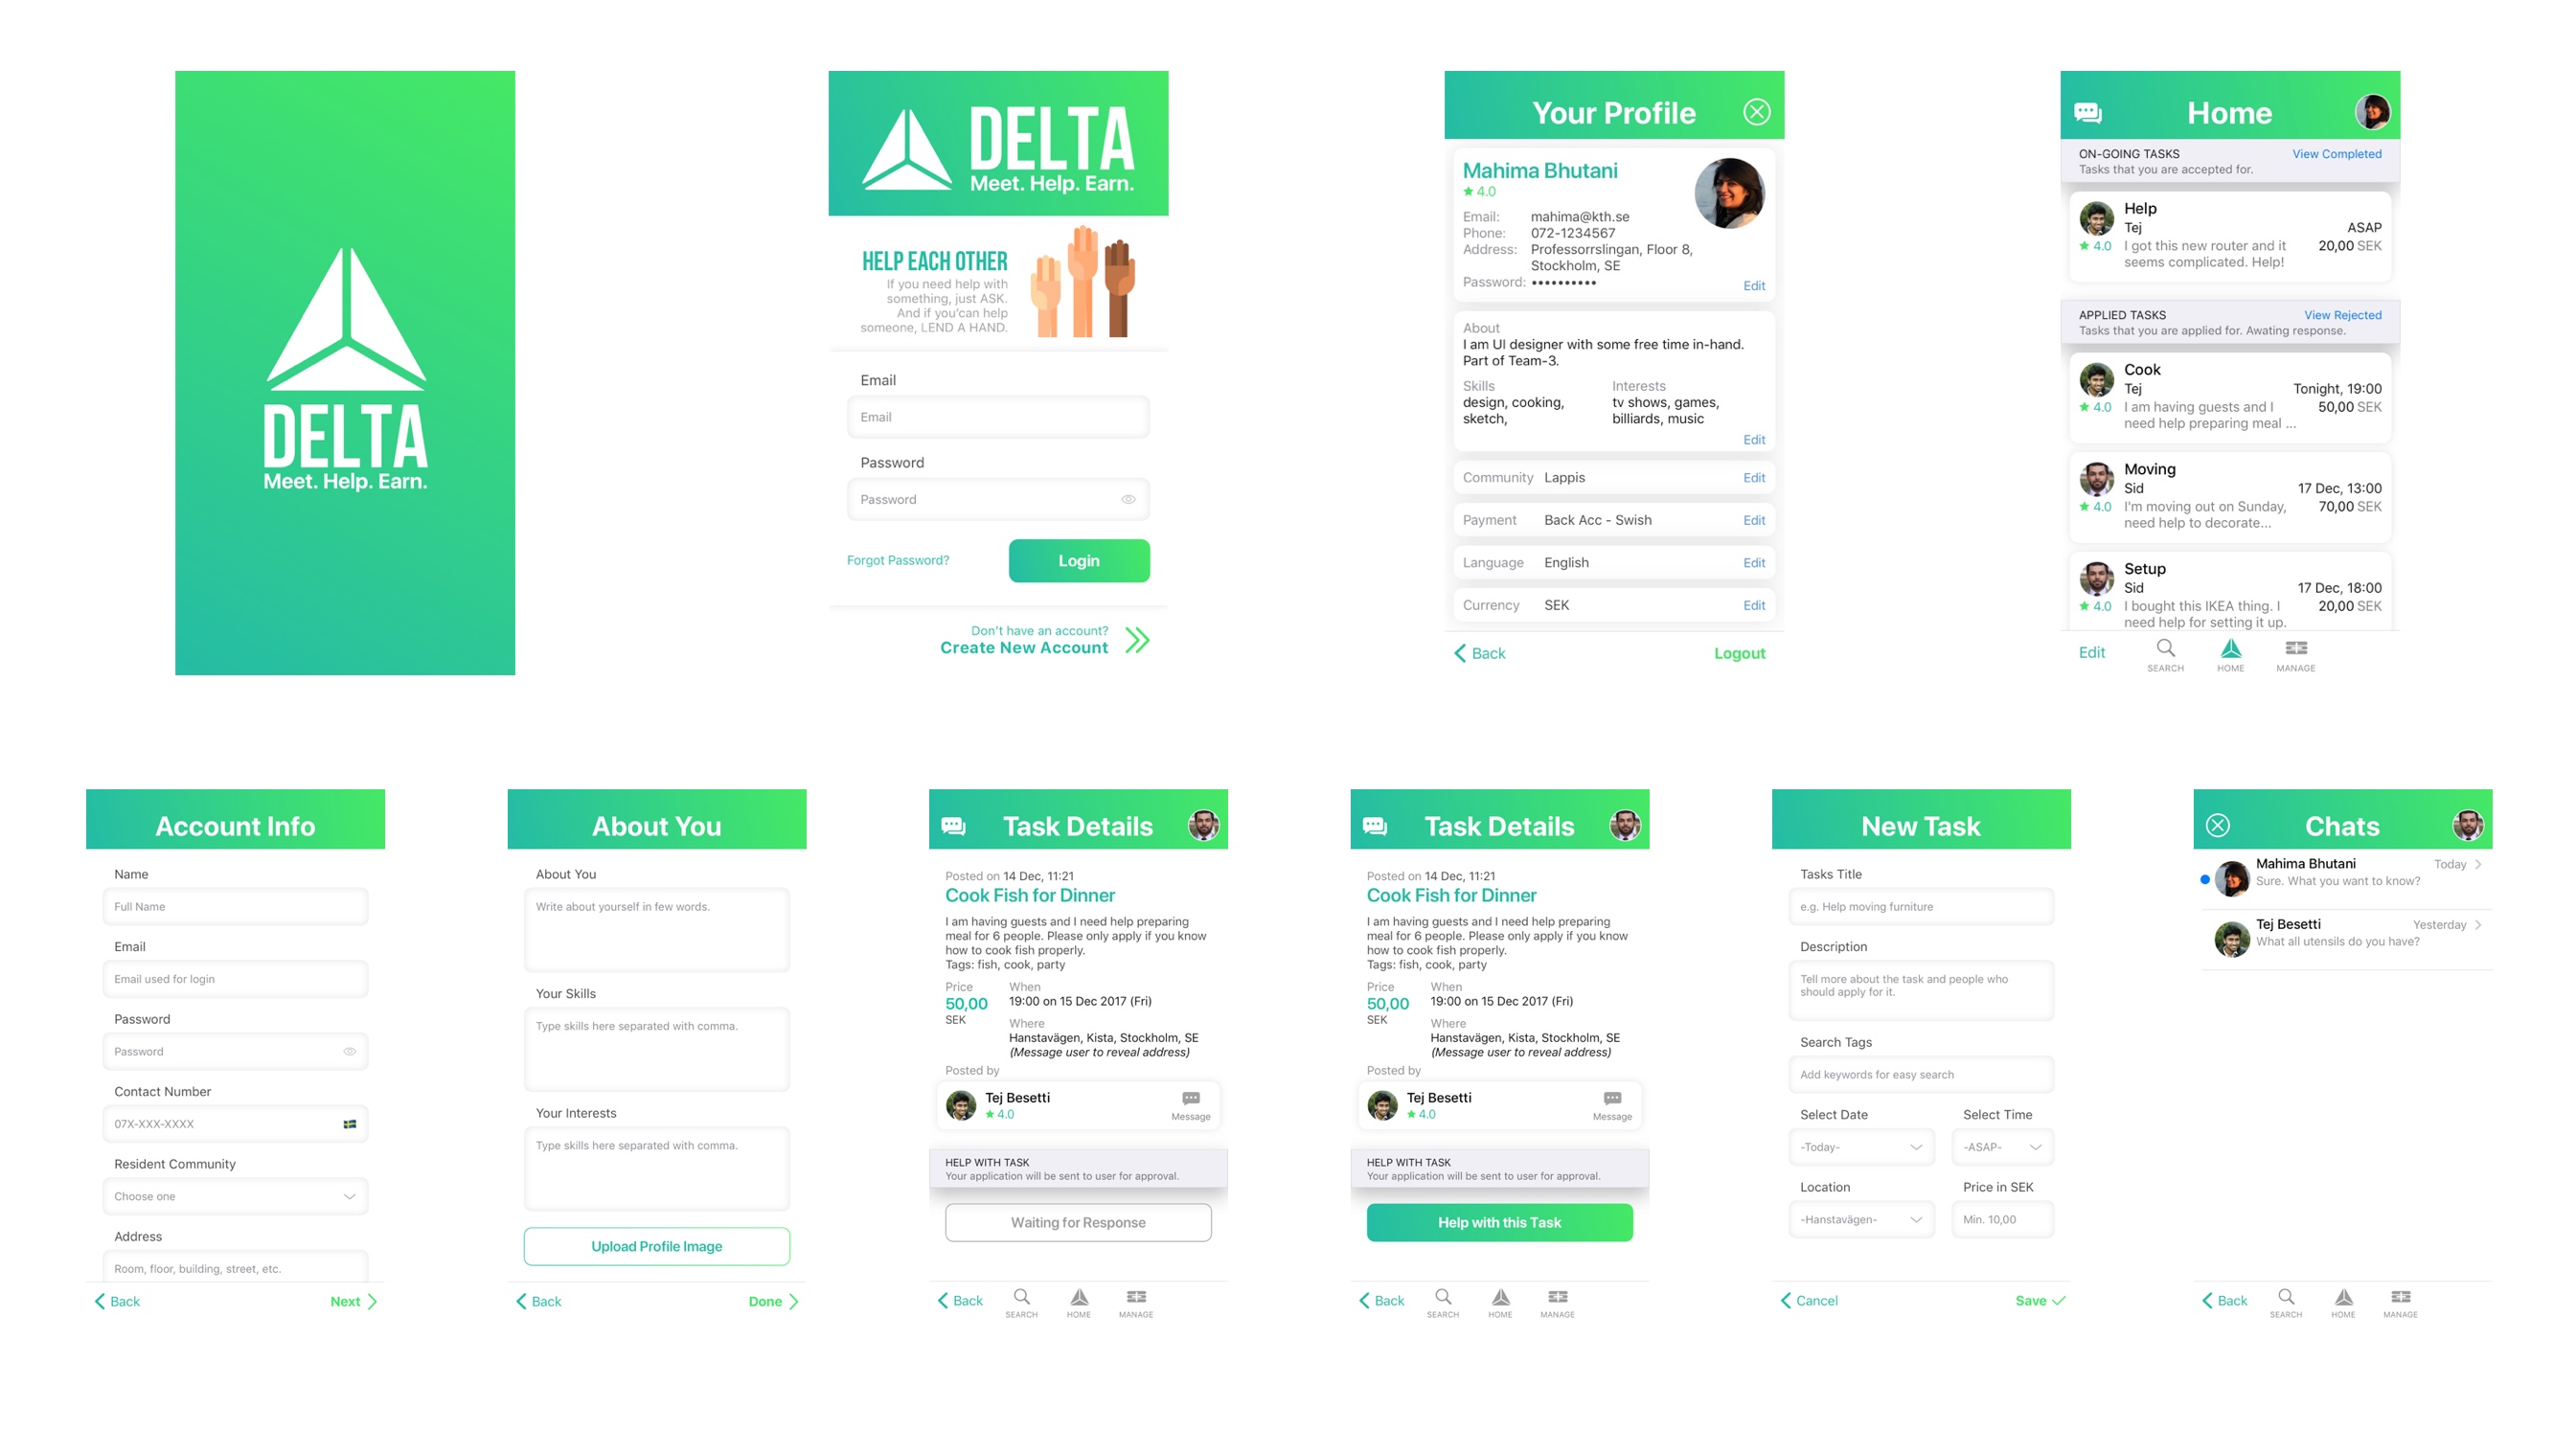 DELTA
Meet. Help. Earn.
DELTA
Meet. Help. Earn.
HELP EACH OTHER
If you need help with
something, just ASK.
And if you'can help
someone, LEND A HAND.
Email
Email
Password
Password
Forgot Password?
Login
Don't have an account?
Create New Account
Your Profile
Mahima Bhutani
4.0
Email: mahima@kth.se
Phone: 072-1234567
Address: Professorrslingan, Floor 8,
Stockholm, SE
Password: ••••••••••
Edit
About
I am UI designer with some free time in-hand.
Part of Team-3.
Skills Interests
design, cooking, tv shows, games,
sketch, billiards, music
Edit
Community Lappis Edit
Payment Back Acc - Swish Edit
Language English Edit
Currency SEK Edit
Back Logout
Home
ON-GOING TASKS View Completed
Tasks that you are accepted for.
Help
Tej ASAP
4.0 I got this new router and it 20,00 SEK
seems complicated. Help!
APPLIED TASKS View Rejected
Tasks that you are applied for. Awating response.
Cook
Tej Tonight, 19:00
4.0 I am having guests and I 50,00 SEK
need help preparing meal ...
Moving
Sid 17 Dec, 13:00
4.0 I'm moving out on Sunday, 70,00 SEK
need help to decorate...
Setup
Sid 17 Dec, 18:00
4.0 I bought this IKEA thing. I 20,00 SEK
need help for setting it up.
Edit SEARCH HOME MANAGE
Account Info
Name
Full Name
Email
Email used for login
Password
Password
Contact Number
07X-XXX-XXXX
Resident Community
Choose one
Address
Room, floor, building, street, etc.
Back Next
About You
About You
Write about yourself in few words.
Your Skills
Type skills here separated with comma.
Your Interests
Type skills here separated with comma.
Upload Profile Image
Back Done
Task Details
Posted on 14 Dec, 11:21
Cook Fish for Dinner
I am having guests and I need help preparing
meal for 6 people. Please only apply if you know
how to cook fish properly.
Tags: fish, cook, party
Price When
50,00 19:00 on 15 Dec 2017 (Fri)
SEK
Where
Hanstavägen, Kista, Stockholm, SE
(Message user to reveal address)
Posted by
Tej Besetti
4.0 Message
HELP WITH TASK
Your application will be sent to user for approval.
Waiting for Response
Back SEARCH HOME MANAGE
Task Details
Posted on 14 Dec, 11:21
Cook Fish for Dinner
I am having guests and I need help preparing
meal for 6 people. Please only apply if you know
how to cook fish properly.
Tags: fish, cook, party
Price When
50,00 19:00 on 15 Dec 2017 (Fri)
SEK
Where
Hanstavägen, Kista, Stockholm, SE
(Message user to reveal address)
Posted by
Tej Besetti
4.0 Message
HELP WITH TASK
Your application will be sent to user for approval.
Help with this Task
Back SEARCH HOME MANAGE
New Task
Tasks Title
e.g. Help moving furniture
Description
Tell more about the task and people who
should apply for it.
Search Tags
Add keywords for easy search
Select Date Select Time
-Today- -ASAP-
Location Price in SEK
-Hanstavägen- Min. 10,00
Cancel Save
Chats
Mahima Bhutani Today
Sure. What you want to know?
Tej Besetti Yesterday
What all utensils do you have?
Back SEARCH HOME MANAGE